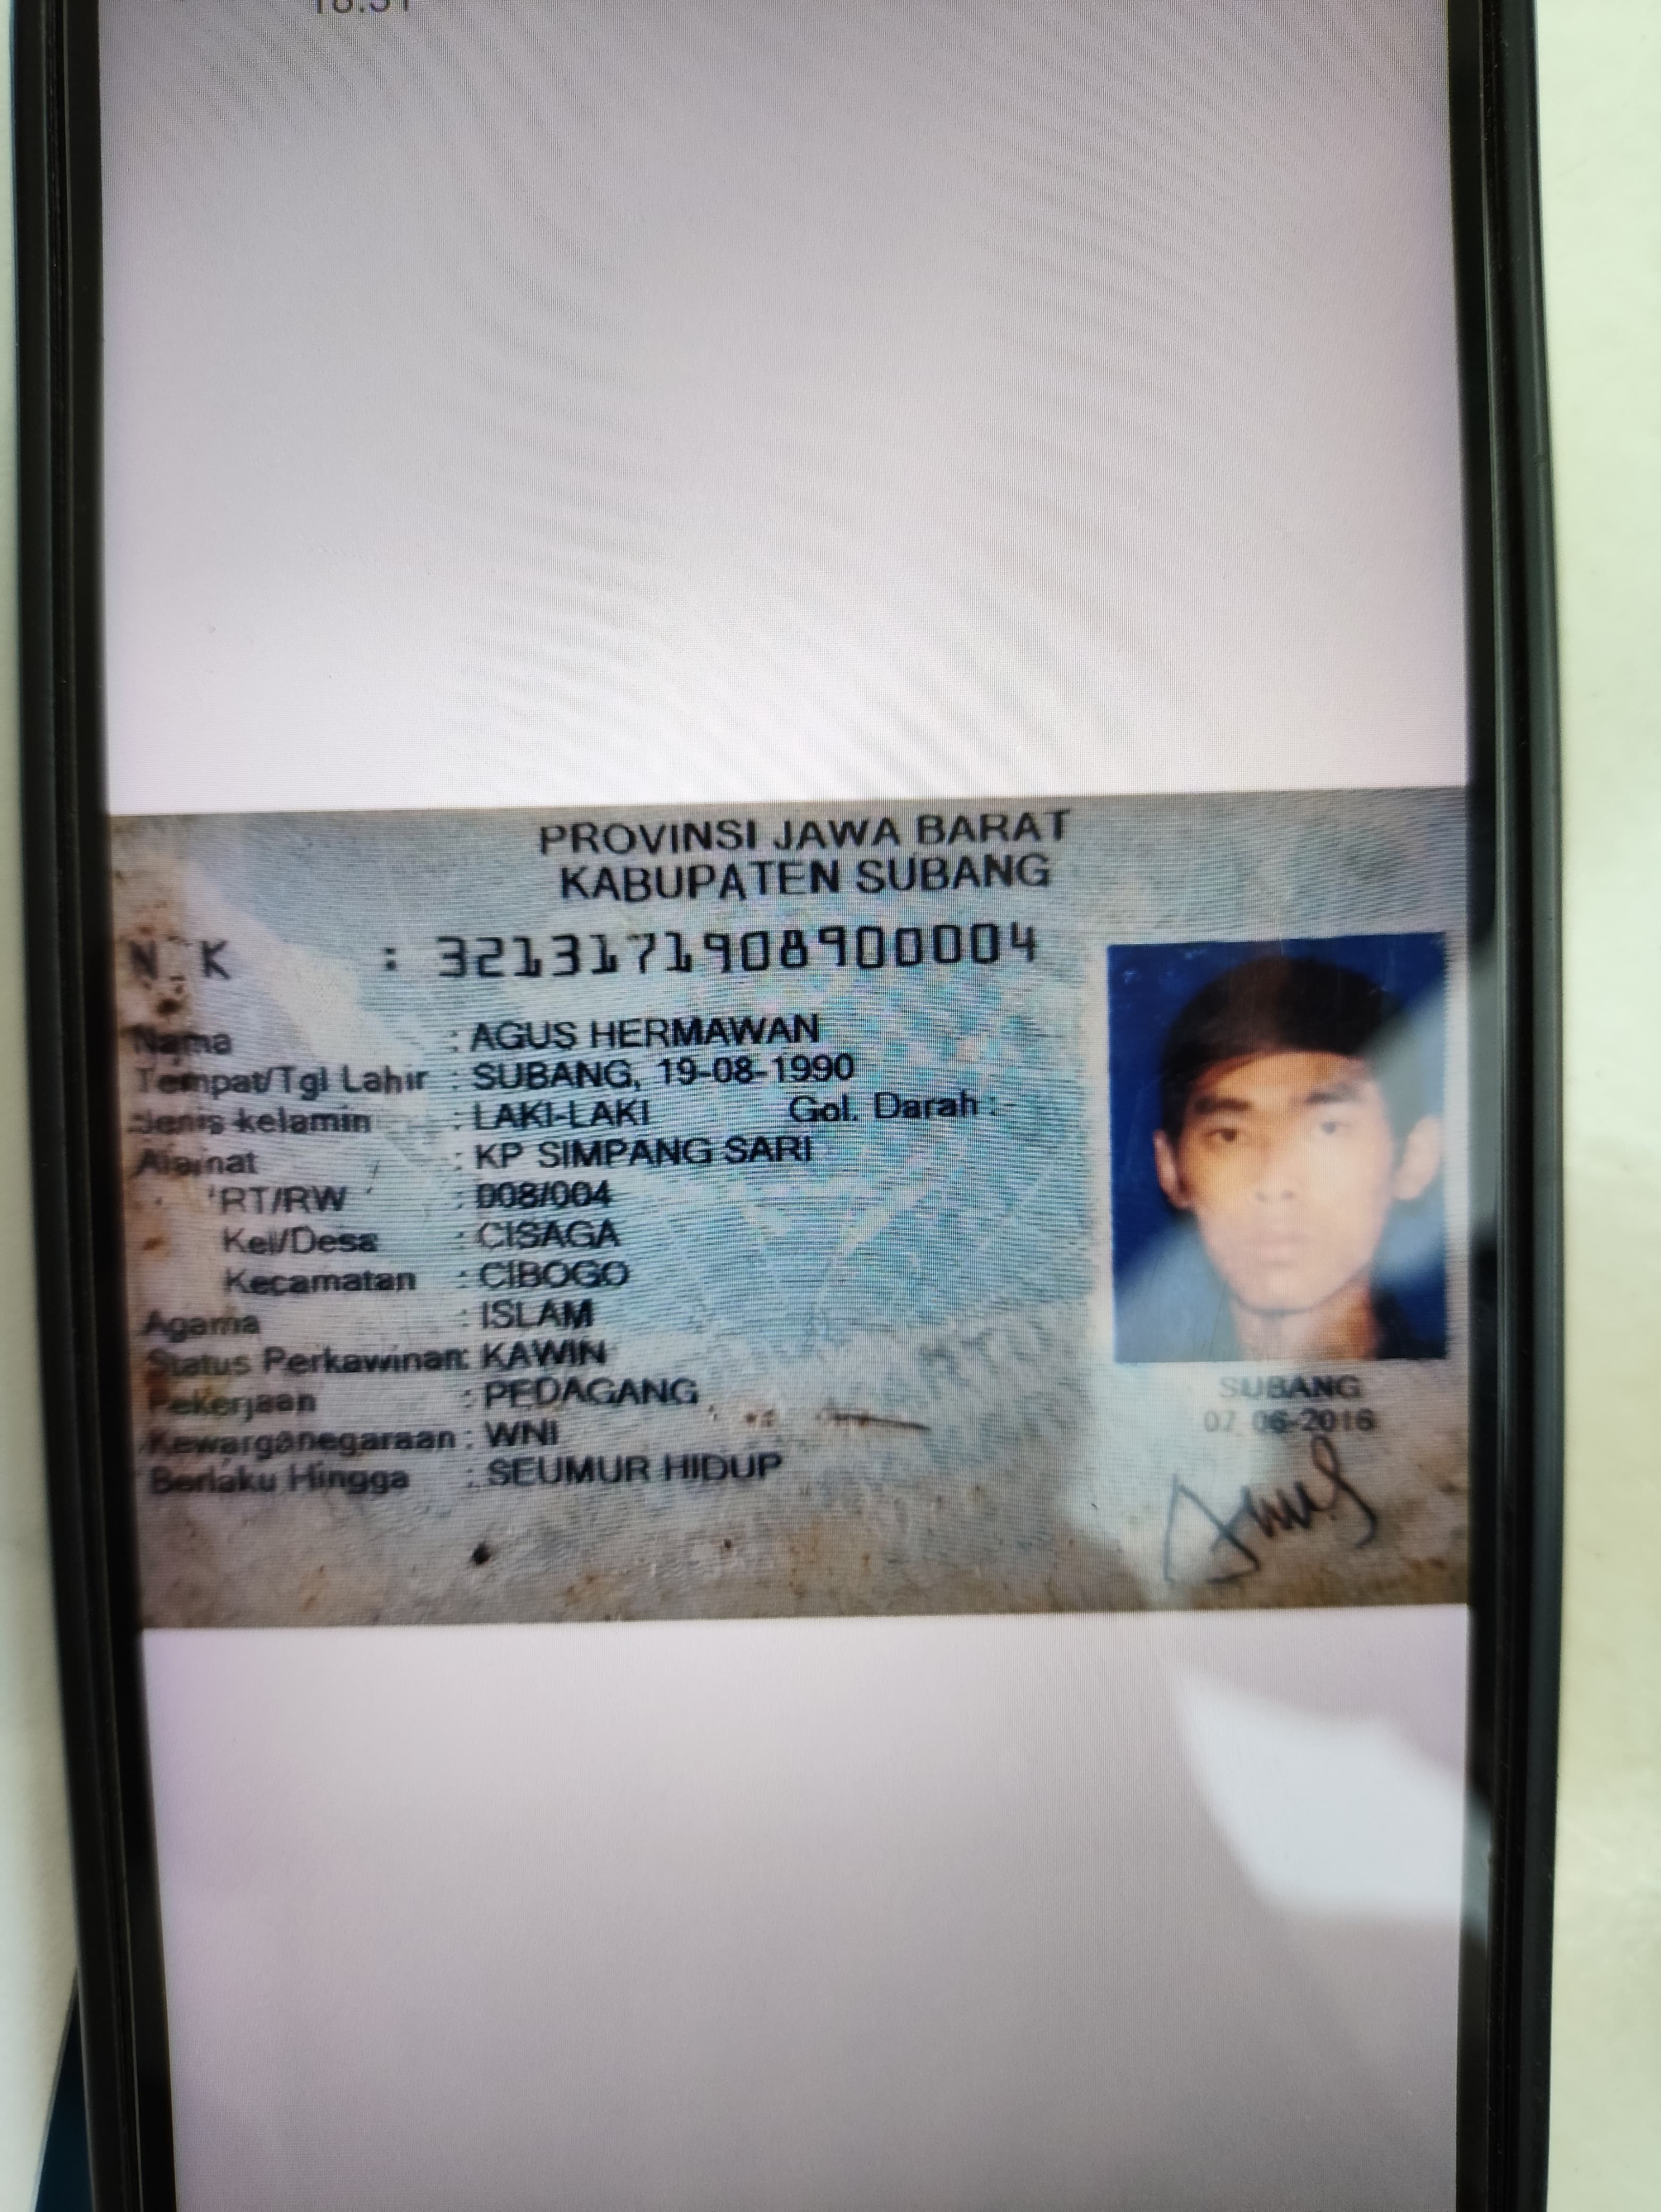 18:51
PROVINSI JAWA BARAT
KABUPATEN SUBANG
NIK : 3213171908900004
Nama : AGUS HERMAWAN
Tempat/Tgl Lahir : SUBANG, 19-08-1990
Jenis kelamin : LAKI-LAKI Gol. Darah : -
Alamat : KP SIMPANG SARI
RT/RW : 008/004
Kel/Desa : CISAGA
Kecamatan : CIBOGO
Agama : ISLAM
Status Perkawinan: KAWIN
Pekerjaan : PEDAGANG
Kewarganegaraan : WNI
Berlaku Hingga : SEUMUR HIDUP
SUBANG
07-06-2016